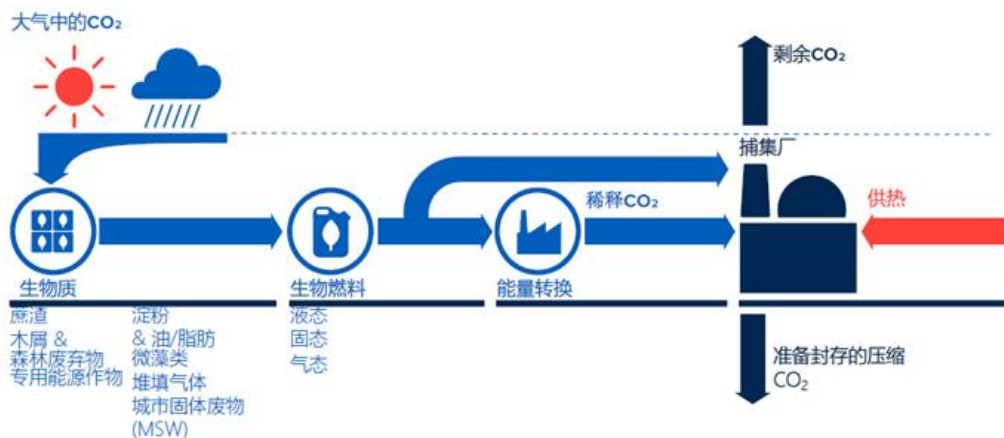 大气中的CO₂
剩余CO₂
捕集厂
稀释CO₂
供热
生物质
生物燃料
能量转换
蔗渣
木屑 &
森林废弃物
专用能源作物
淀粉
& 油/脂肪
微藻类
堆填气体
城市固体废物
(MSW)
液态
固态
气态
准备封存的压缩
CO₂